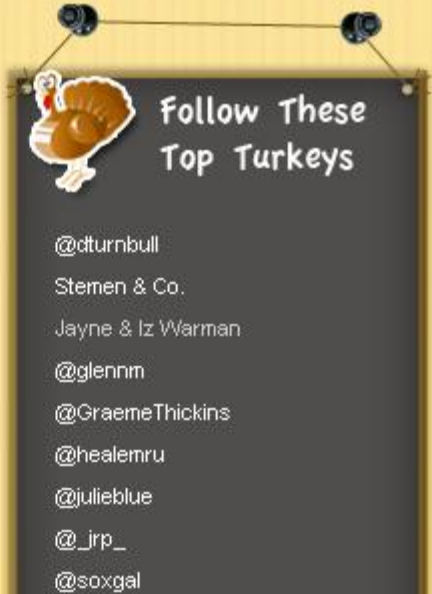 Follow These
Top Turkeys
@dturnbull
Stemen & Co.
Jayne & Iz Warman
@glennm
@GraemeThickins
@healemru
@julieblue
@_jrp_
@soxgal